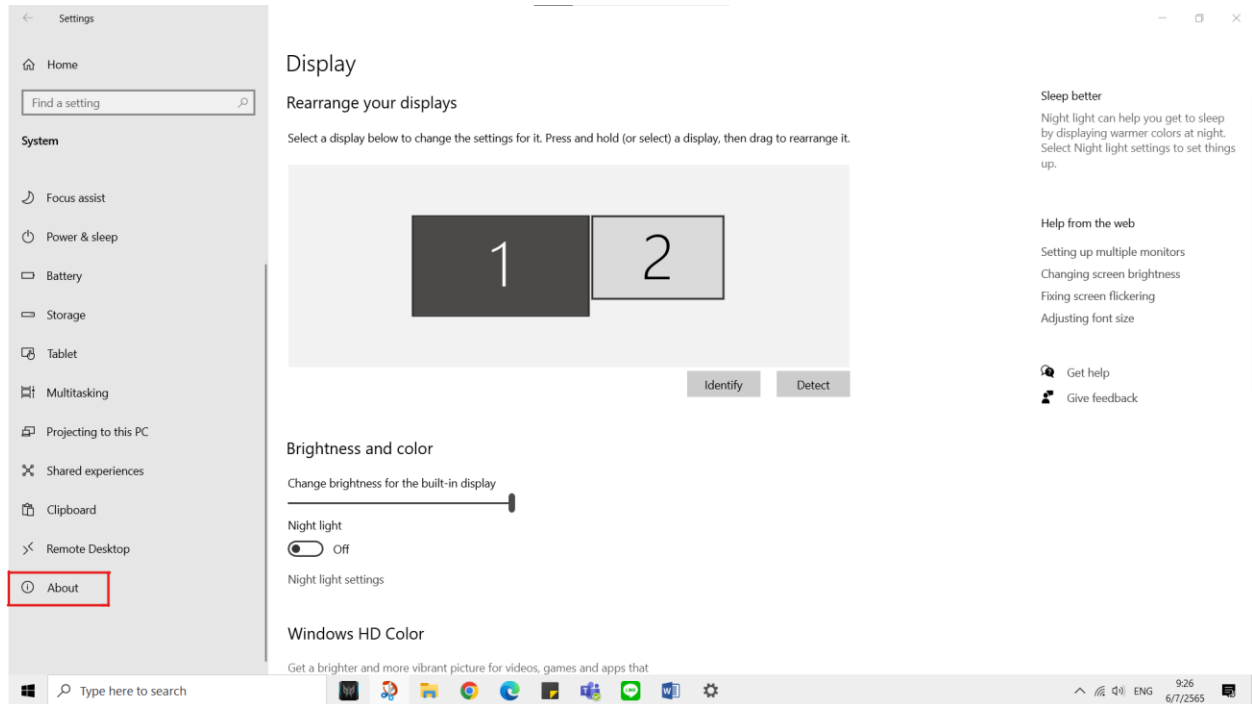 Settings
Home
Find a setting
System
Focus assist
Power & sleep
Battery
Storage
Tablet
Multitasking
Projecting to this PC
Shared experiences
Clipboard
Remote Desktop
About
Display
Rearrange your displays
Select a display below to change the settings for it. Press and hold (or select) a display, then drag to rearrange it.
1
2
Identify
Detect
Brightness and color
Change brightness for the built-in display
Night light
Off
Night light settings
Windows HD Color
Get a brighter and more vibrant picture for videos, games and apps that
Sleep better
Night light can help you get to sleep
by displaying warmer colors at night.
Select Night light settings to set things
up.
Help from the web
Setting up multiple monitors
Changing screen brightness
Fixing screen flickering
Adjusting font size
Get help
Give feedback
Type here to search
ENG
9:26
6/7/2565